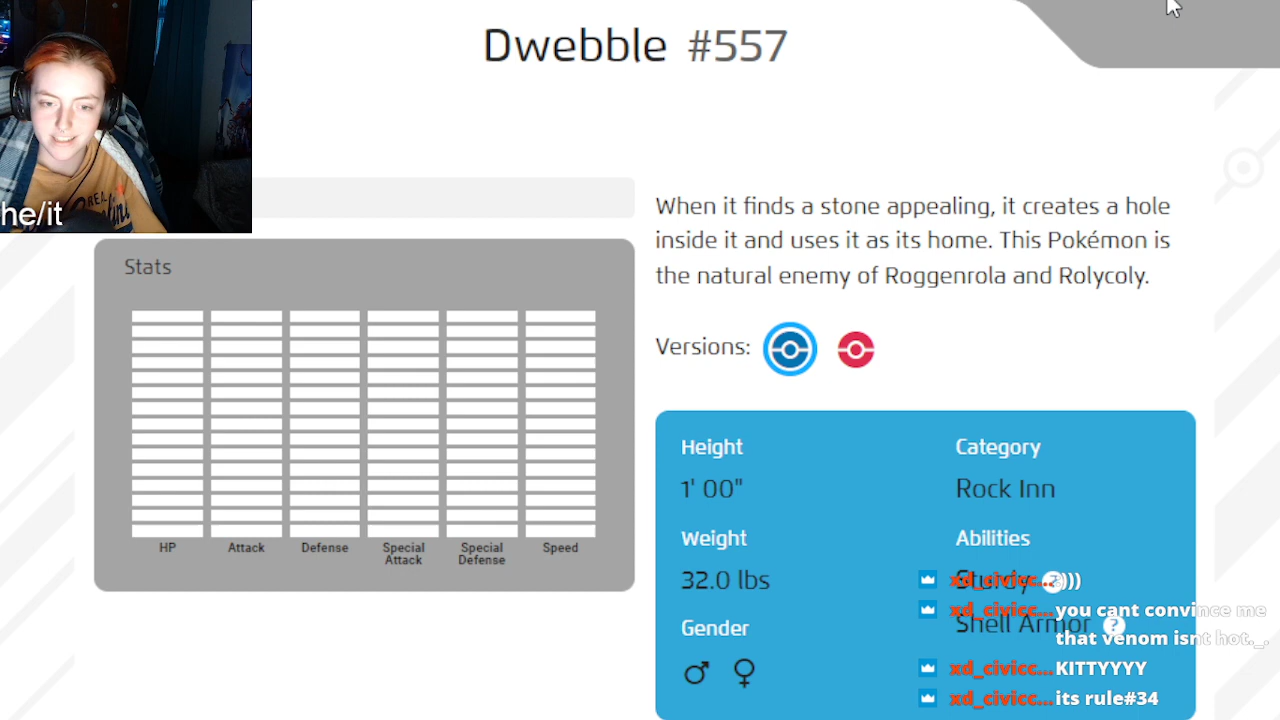 Dwebble #557
he/it
REAL
When it finds a stone appealing, it creates a hole
inside it and uses it as its home. This Pokémon is
the natural enemy of Roggenrola and Rolycoly.
Versions:
Stats
HP Attack Defense Special Attack Special Defense Speed
Height
1' 00"
Weight
32.0 lbs
Gender
Category
Rock Inn
Abilities
Sturdy ?
Shell Armor ?
xd_civicc... :)))
xd_civicc... you cant convince me
that venom isnt hot._.
xd_civicc... KITTYYYY
xd_civicc... its rule#34